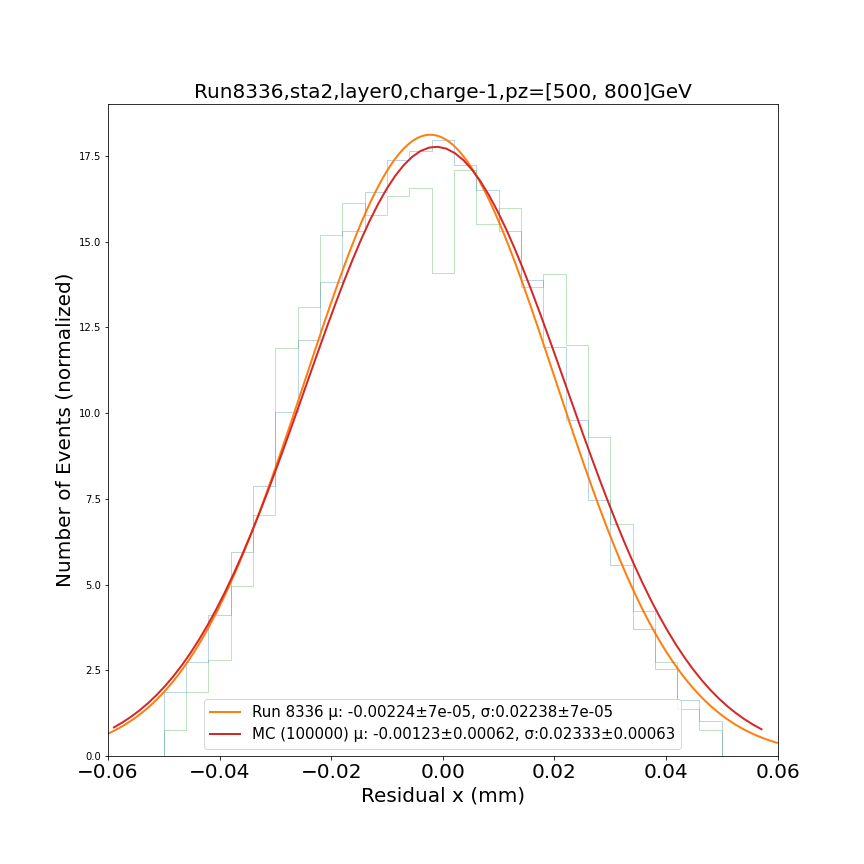 Run8336,sta2,layer0,charge-1,pz=[500, 800]GeV
Number of Events (normalized)
17.5
15.0
12.5
10.0
7.5
5.0
2.5
0.0
Run 8336 μ: -0.00224±7e-05, σ:0.02238±7e-05
MC (100000) μ: -0.00123±0.00062, σ:0.02333±0.00063
−0.06 −0.04 −0.02 0.00 0.02 0.04 0.06
Residual x (mm)